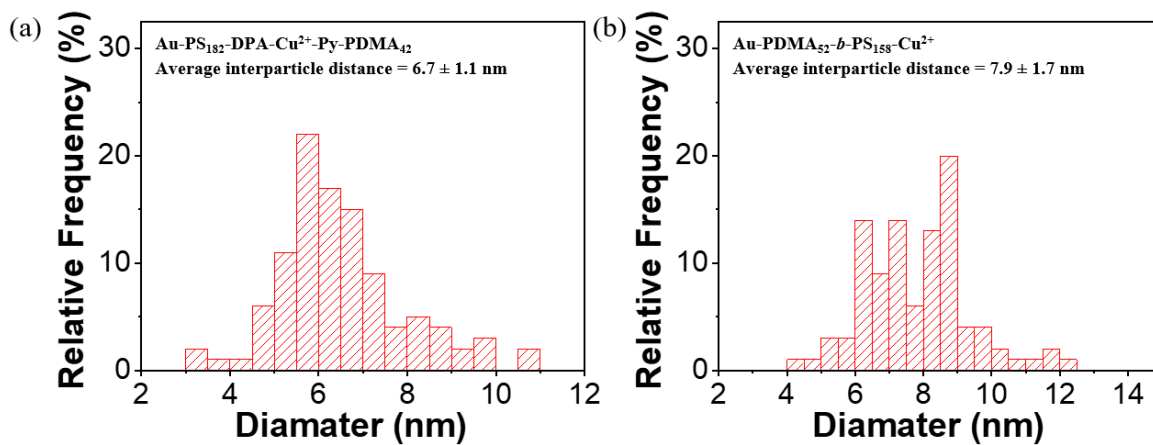 (a)
Au-PS182-DPA-Cu2+-Py-PDMA42
Average interparticle distance = 6.7 ± 1.1 nm
Relative Frequency (%)
30
20
10
0
2 4 6 8 10 12
Diamater (nm)
(b)
Au-PDMA52-b-PS158-Cu2+
Average interparticle distance = 7.9 ± 1.7 nm
Relative Frequency (%)
30
20
10
0
2 4 6 8 10 12 14
Diamater (nm)